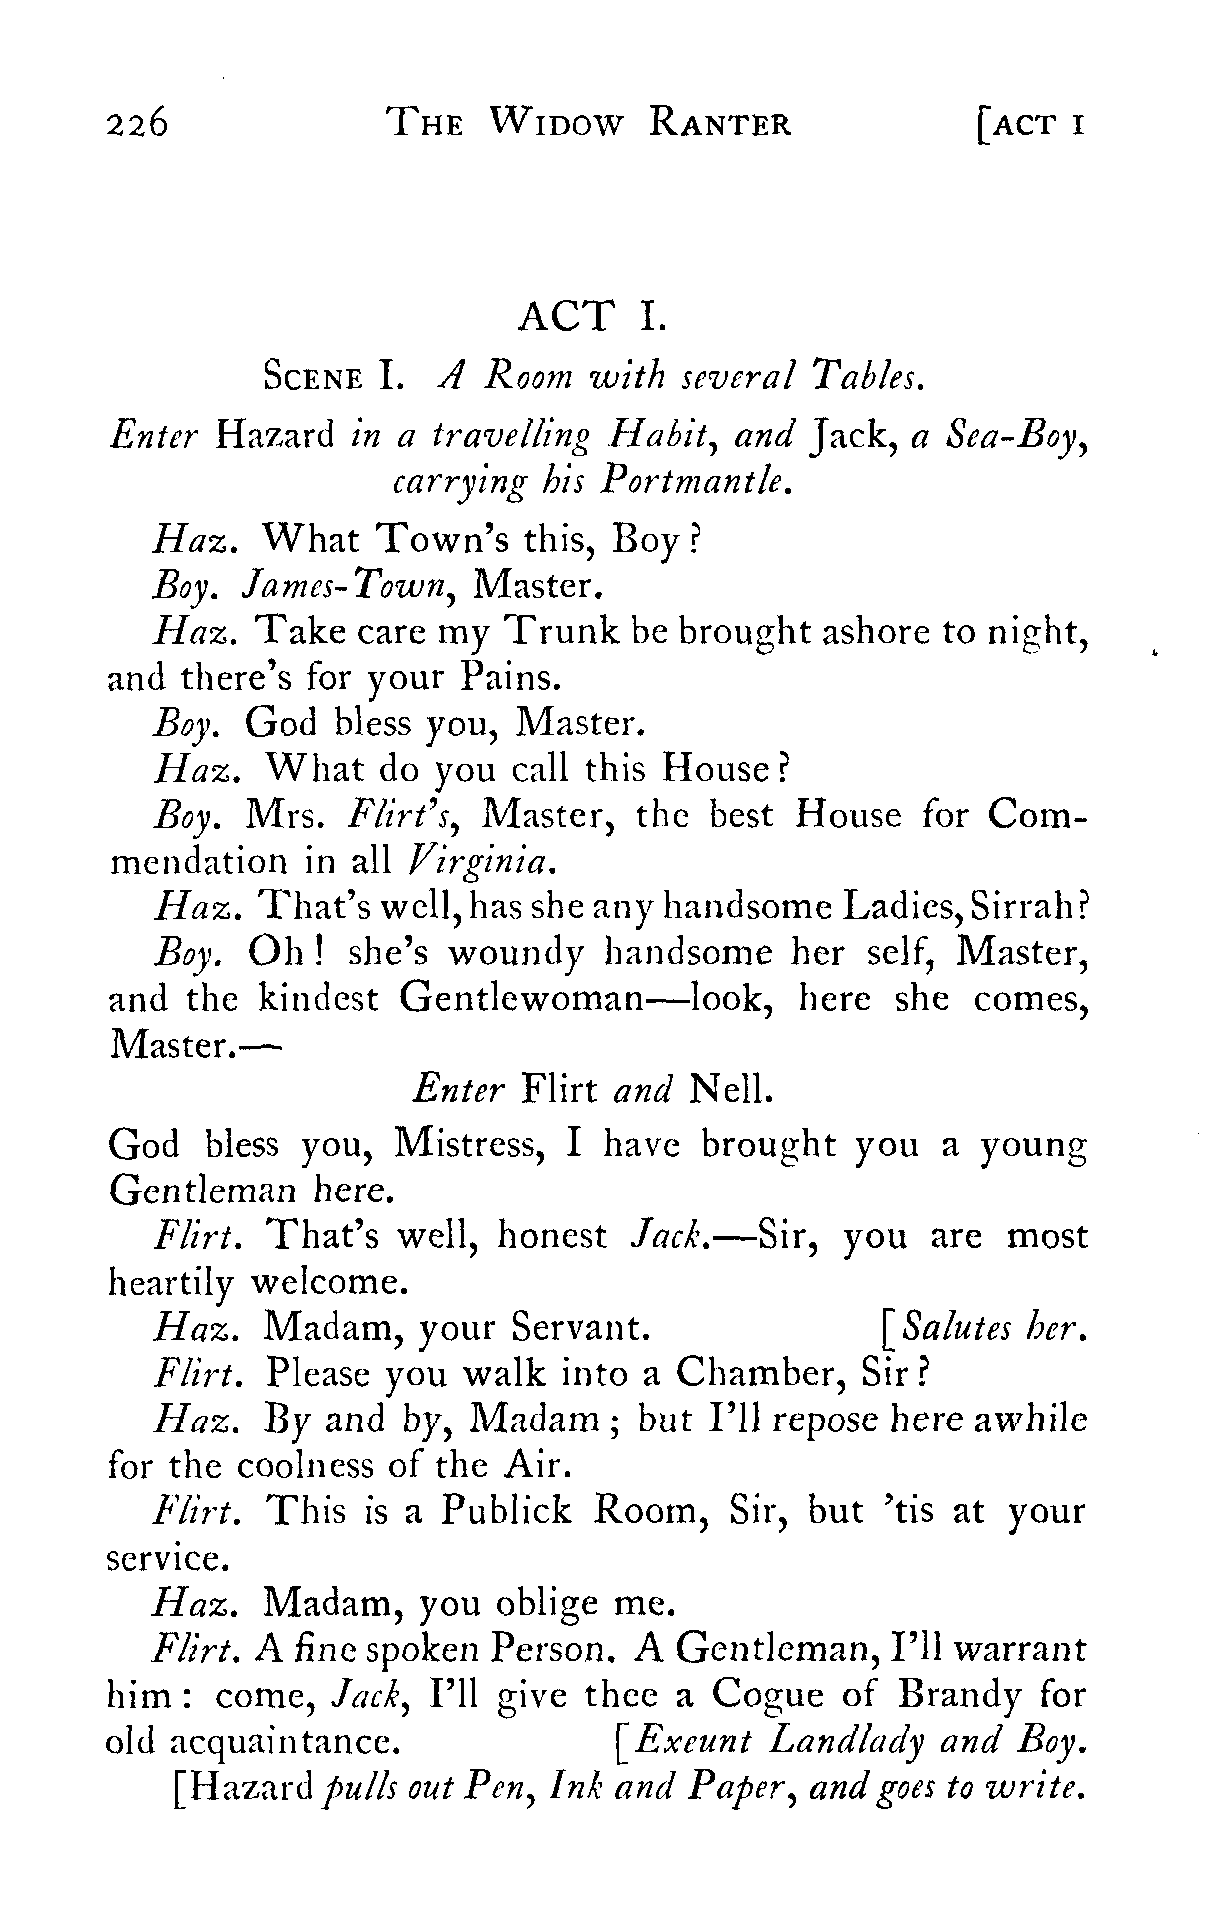 226 THE WIDOW RANTER [ACT I
ACT I.
SCENE I. A Room with several Tables.
Enter Hazard in a travelling Habit, and Jack, a Sea-Boy,
carrying his Portmantle.
Haz. What Town's this, Boy?
Boy. James-Town, Master.
Haz. Take care my Trunk be brought ashore to night,
and there's for your Pains.
Boy. God bless you, Master.
Haz. What do you call this House?
Boy. Mrs. Flirt's, Master, the best House for Com-
mendation in all Virginia.
Haz. That's well, has she any handsome Ladies, Sirrah?
Boy. Oh! she's woundy handsome her self, Master,
and the kindest Gentlewoman—look, here she comes,
Master.—
Enter Flirt and Nell.
God bless you, Mistress, I have brought you a young
Gentleman here.
Flirt. That's well, honest Jack.—Sir, you are most
heartily welcome.
Haz. Madam, your Servant. [Salutes her.
Flirt. Please you walk into a Chamber, Sir?
Haz. By and by, Madam; but I'll repose here awhile
for the coolness of the Air.
Flirt. This is a Publick Room, Sir, but 'tis at your
service.
Haz. Madam, you oblige me.
Flirt. A fine spoken Person. A Gentleman, I'll warrant
him: come, Jack, I'll give thee a Cogue of Brandy for
old acquaintance. [Exeunt Landlady and Boy.
[Hazard pulls out Pen, Ink and Paper, and goes to write.